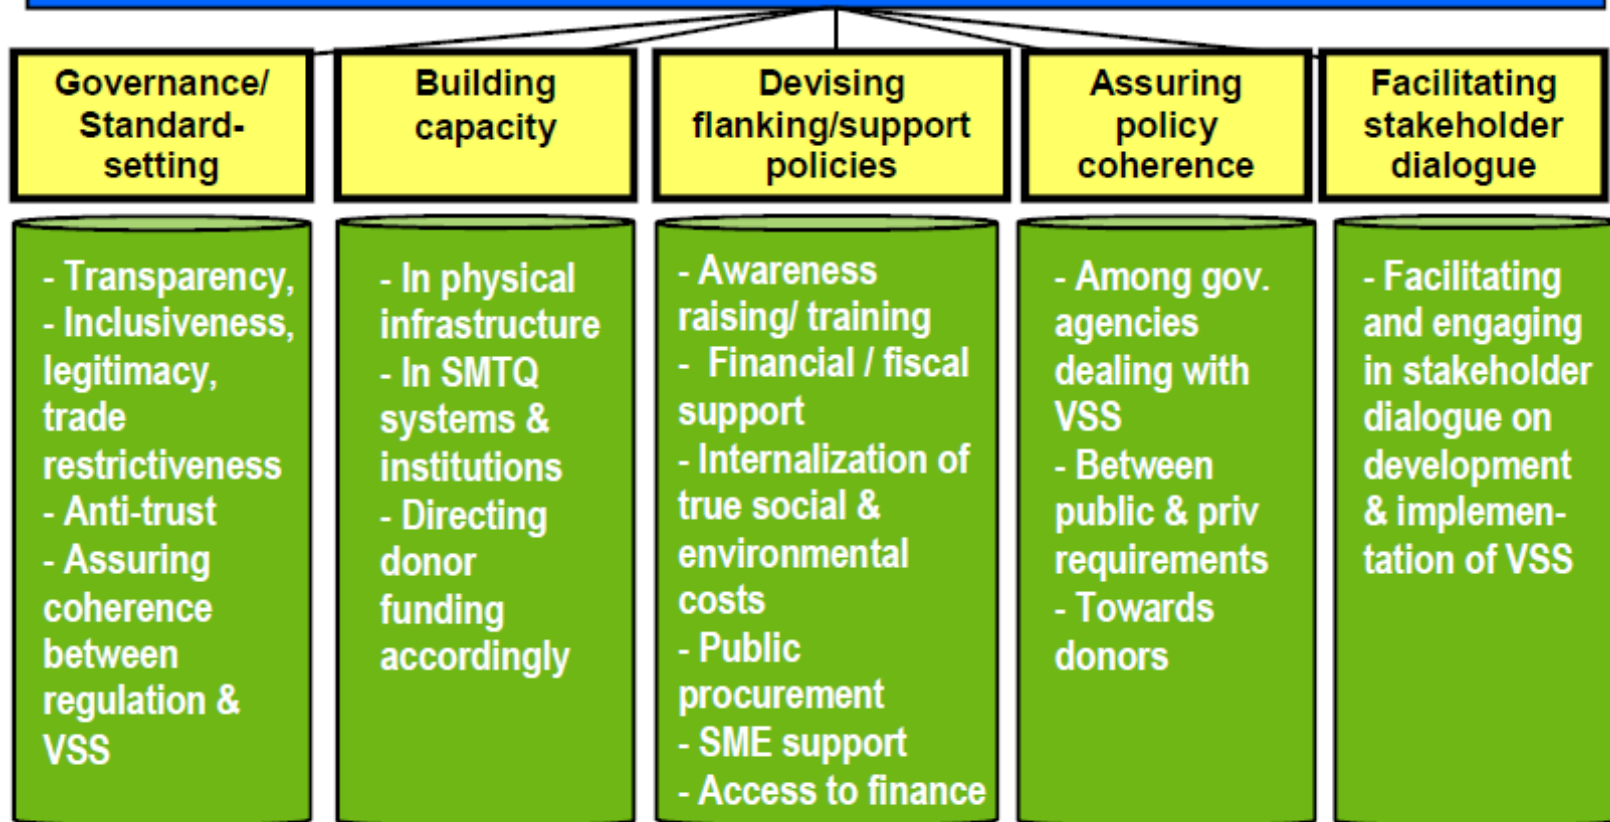 Governance/
Standard-
setting
Building
capacity
Devising
flanking/support
policies
Assuring
policy
coherence
Facilitating
stakeholder
dialogue
- Transparency,
- Inclusiveness,
legitimacy,
trade
restrictiveness
- Anti-trust
- Assuring
coherence
between
regulation &
VSS
- In physical
infrastructure
- In SMTQ
systems &
institutions
- Directing
donor
funding
accordingly
- Awareness
raising/ training
- Financial / fiscal
support
- Internalization of
true social &
environmental
costs
- Public
procurement
- SME support
- Access to finance
- Among gov.
agencies
dealing with
VSS
- Between
public & priv
requirements
- Towards
donors
- Facilitating
and engaging
in stakeholder
dialogue on
development
& implemen-
tation of VSS